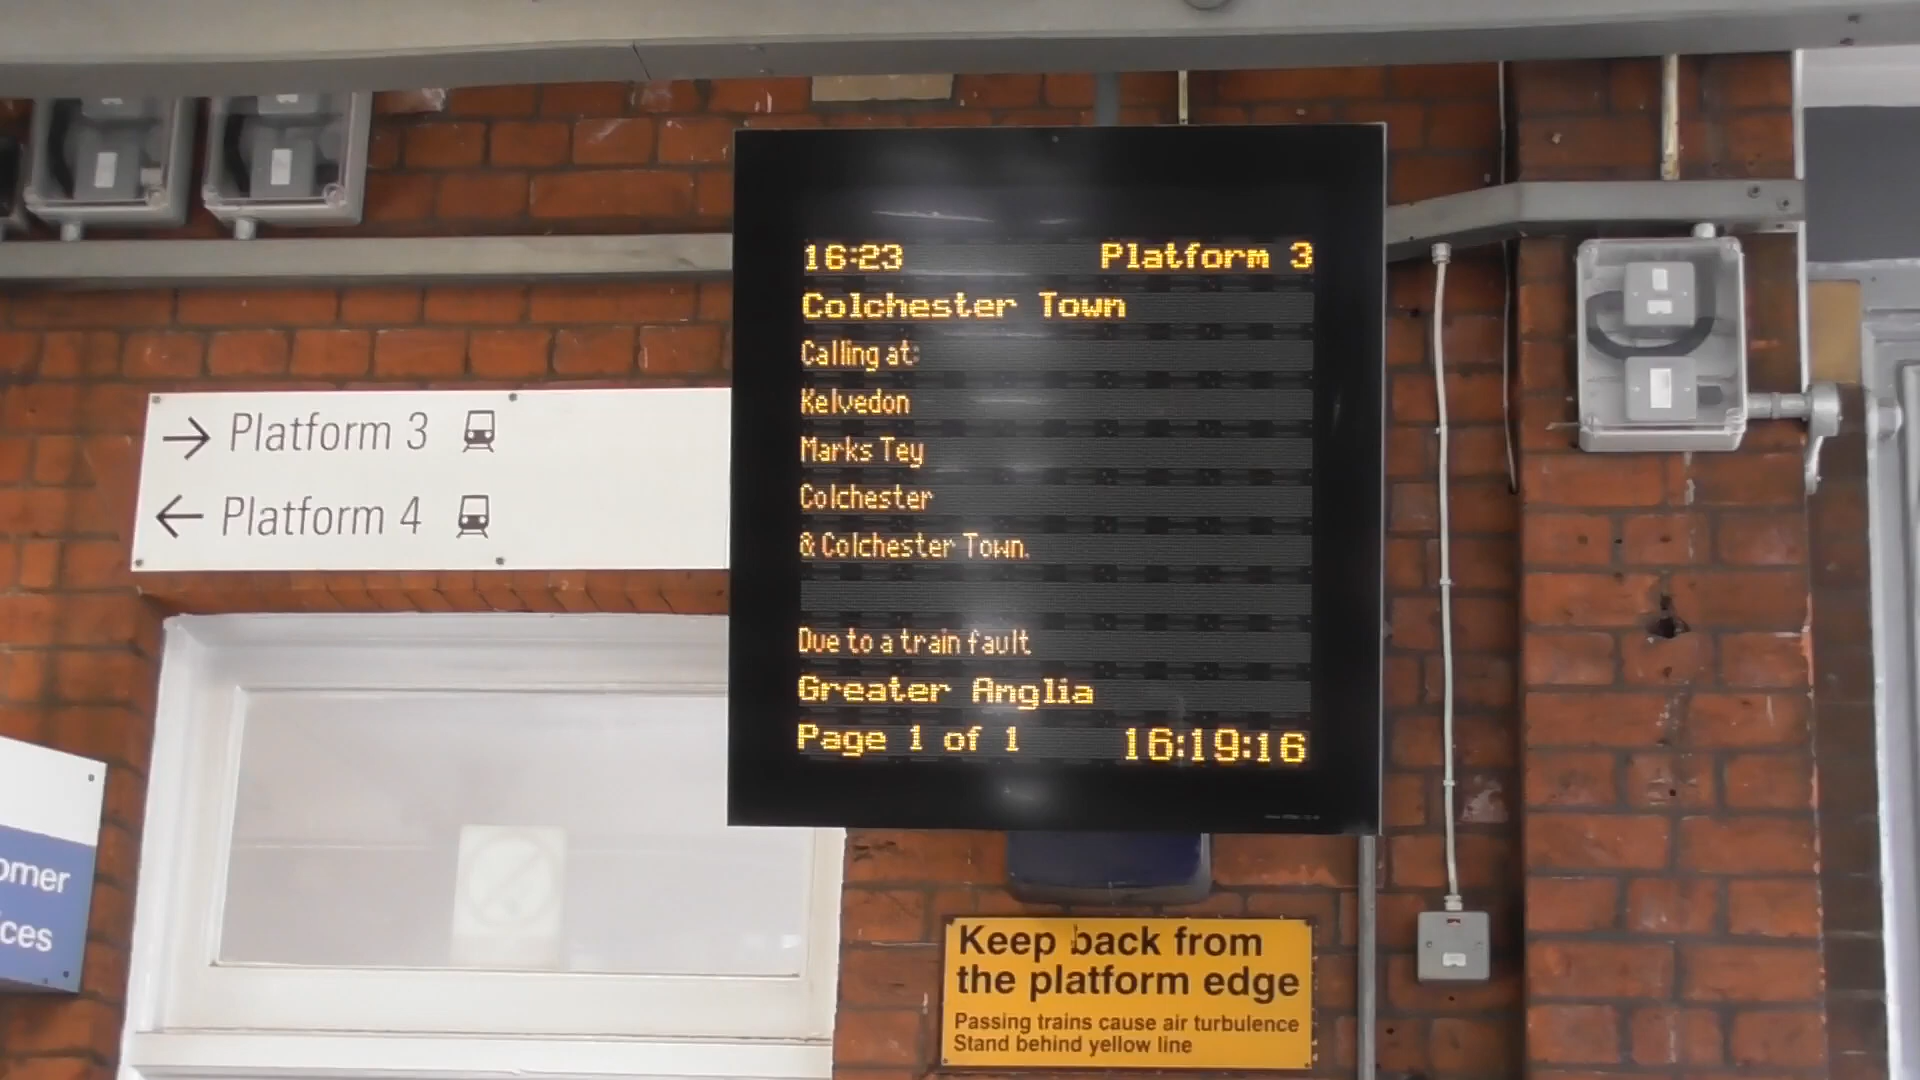 → Platform 3
← Platform 4
16:23 Platform 3
Colchester Town
Calling at:
Kelvedon
Marks Tey
Colchester
& Colchester Town.
Due to a train fault
Greater Anglia
Page 1 of 1 16:19:16
Keep back from
the platform edge
Passing trains cause air turbulence
Stand behind yellow line
omer
ces